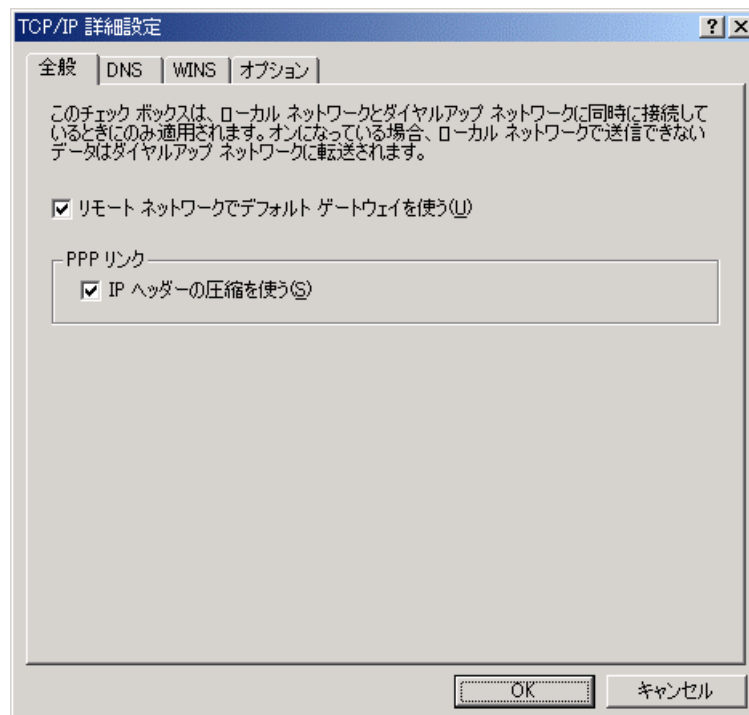 TCP/IP 詳細設定
全般 DNS WINS オプション
このチェック ボックスは、ローカル ネットワークとダイヤルアップ ネットワークに同時に接続して
いるときにのみ適用されます。オンになっている場合、ローカル ネットワークで送信できない
データはダイヤルアップ ネットワークに転送されます。
リモート ネットワークでデフォルト ゲートウェイを使う(U)
PPP リンク
IP ヘッダーの圧縮を使う(S)
OK キャンセル